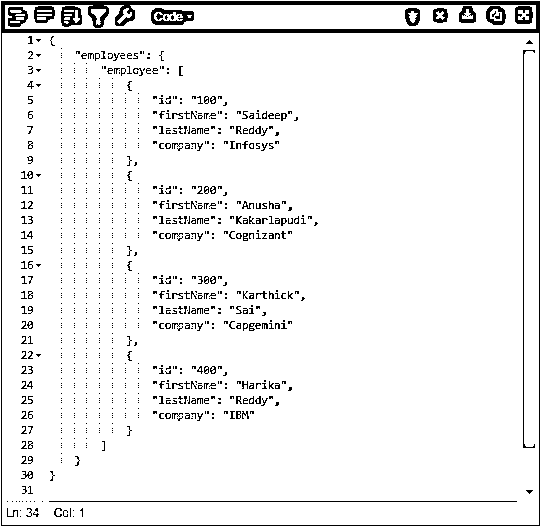 Code
1 {
2 "employees": {
3 "employee": [
4 {
5 "id": "100",
6 "firstName": "Saideep",
7 "lastName": "Reddy",
8 "company": "Infosys"
9 },
10 {
11 "id": "200",
12 "firstName": "Anusha",
13 "lastName": "Kakarlapudi",
14 "company": "Cognizant"
15 },
16 {
17 "id": "300",
18 "firstName": "Karthick",
19 "lastName": "Sai",
20 "company": "Capgemini"
21 },
22 {
23 "id": "400",
24 "firstName": "Harika",
25 "lastName": "Reddy",
26 "company": "IBM"
27 }
28 ]
29 }
30 }
31
Ln: 34 Col: 1